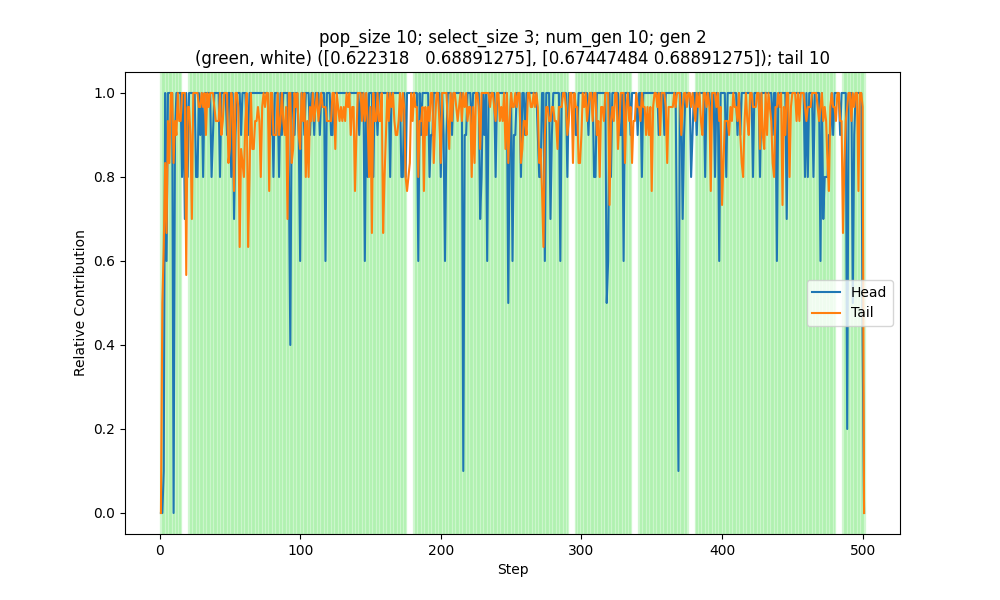 pop_size 10; select_size 3; num_gen 10; gen 2
(green, white) ([0.622318   0.68891275], [0.67447484 0.68891275]); tail 10
1.0
0.8
0.6
0.4
0.2
0.0
Relative Contribution
Head
Tail
0
100
200
300
400
500
Step